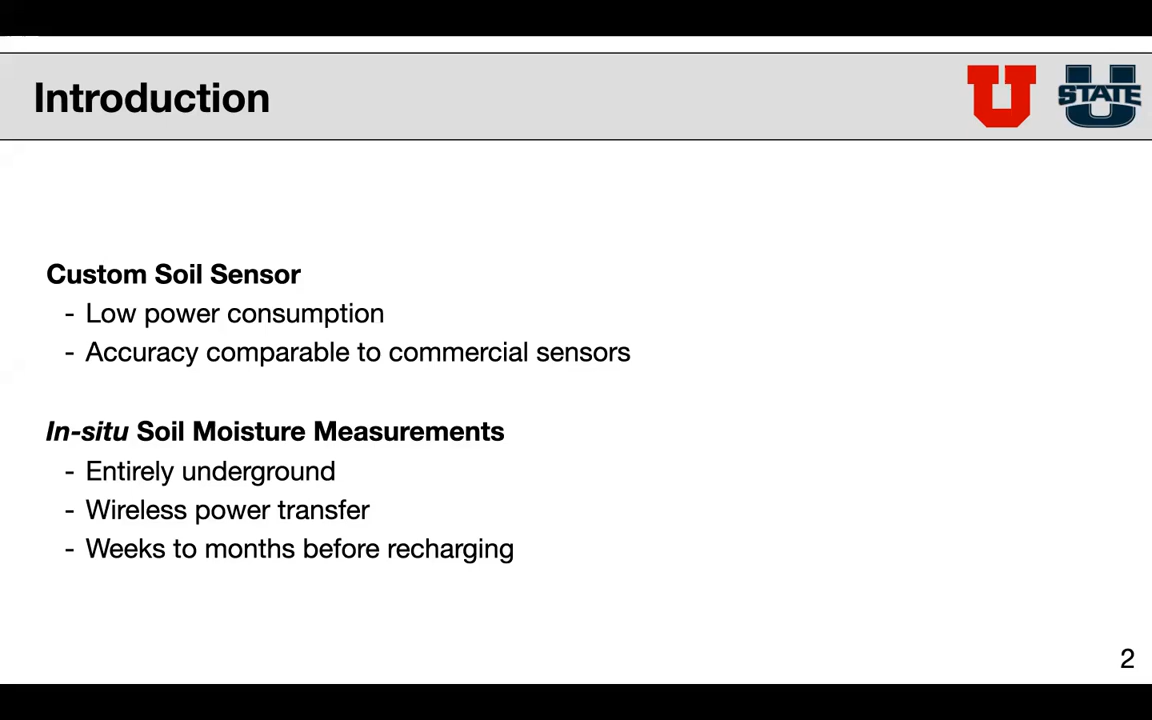 Introduction
U
U STATE
Custom Soil Sensor
- Low power consumption
- Accuracy comparable to commercial sensors
In-situ Soil Moisture Measurements
- Entirely underground
- Wireless power transfer
- Weeks to months before recharging
2